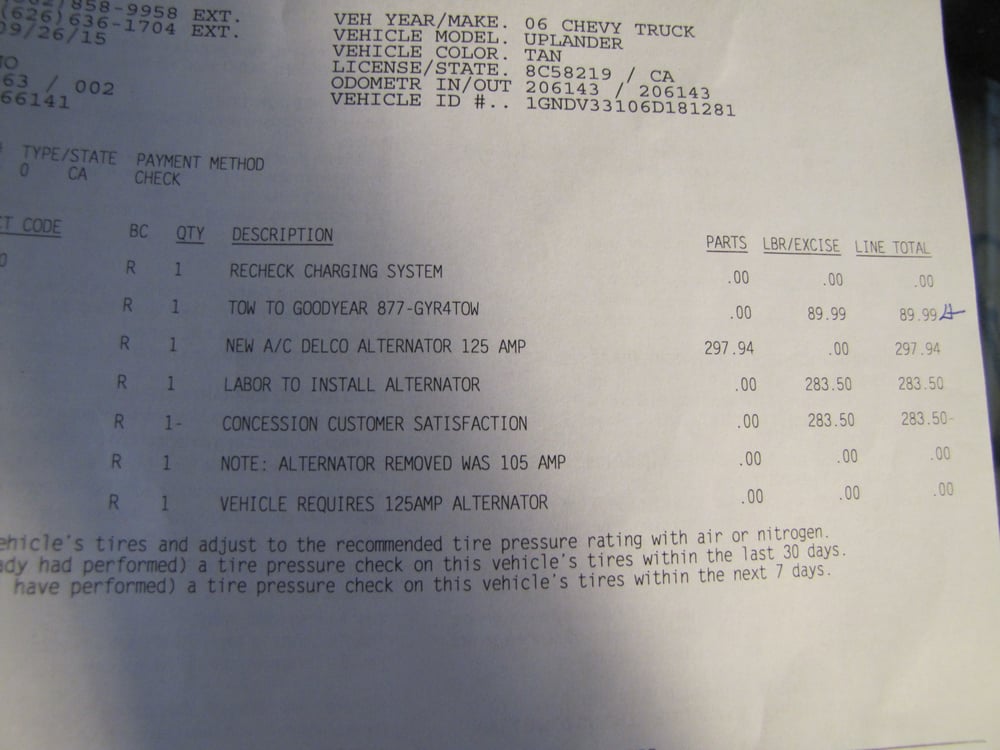 858-9958 EXT.
(626)636-1704 EXT.
09/26/15
VEH YEAR/MAKE. 06 CHEVY TRUCK
VEHICLE MODEL. UPLANDER
VEHICLE COLOR. TAN
LICENSE/STATE. 8C58219 / CA
ODOMETR IN/OUT 206143 / 206143
VEHICLE ID #.. 1GNDV33106D181281
63 / 002
66141
TYPE/STATE PAYMENT METHOD
0 CA CHECK
CODE BC QTY DESCRIPTION PARTS LBR/EXCISE LINE TOTAL
R 1 RECHECK CHARGING SYSTEM .00 .00 .00
R 1 TOW TO GOODYEAR 877-GYR4TOW .00 89.99 89.99
R 1 NEW A/C DELCO ALTERNATOR 125 AMP 297.94 .00 297.94
R 1 LABOR TO INSTALL ALTERNATOR .00 283.50 283.50
R 1- CONCESSION CUSTOMER SATISFACTION .00 283.50 283.50-
R 1 NOTE: ALTERNATOR REMOVED WAS 105 AMP .00 .00 .00
R 1 VEHICLE REQUIRES 125AMP ALTERNATOR .00 .00 .00
ehicle's tires and adjust to the recommended tire pressure rating with air or nitrogen.
ady had performed) a tire pressure check on this vehicle's tires within the last 30 days.
have performed) a tire pressure check on this vehicle's tires within the next 7 days.